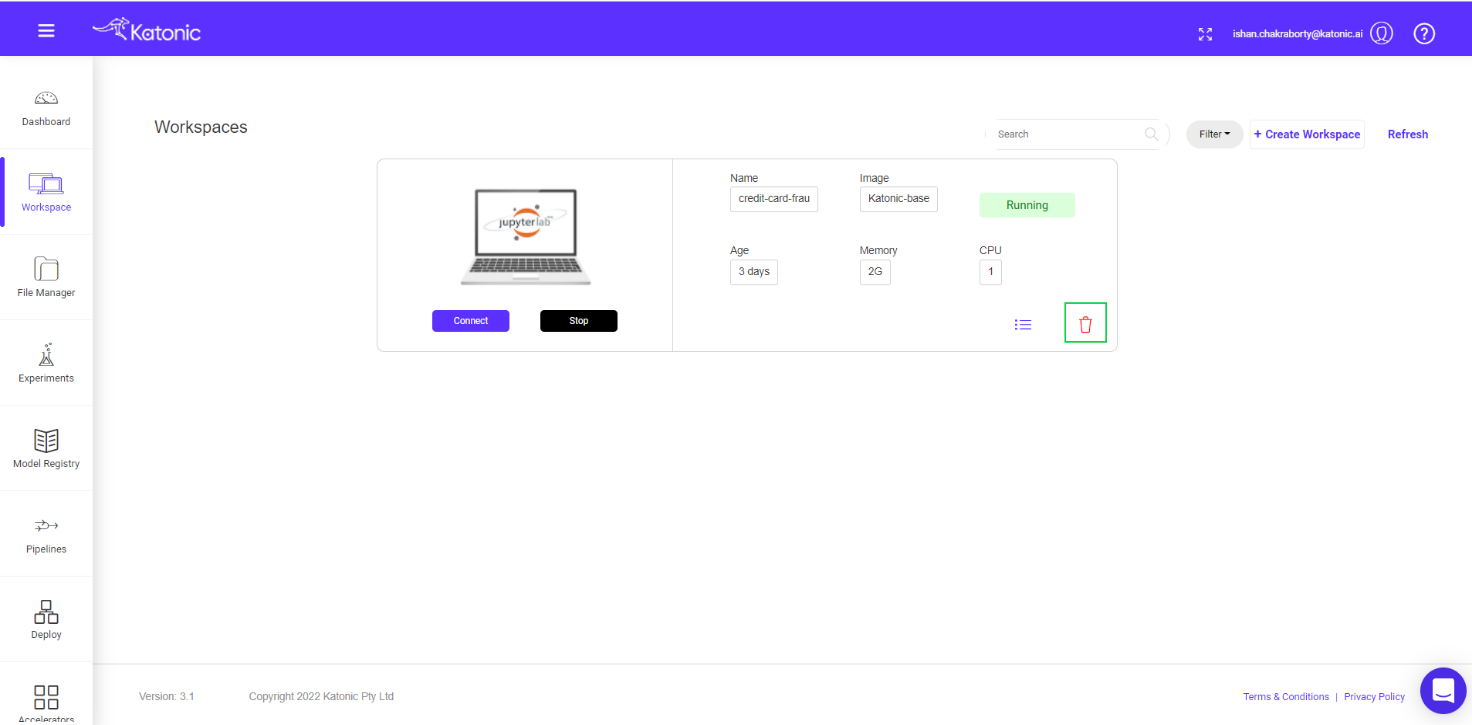 Katonic
ishan.chakraborty@katonic.ai
?
Dashboard
Workspace
File Manager
Experiments
Model Registry
Pipelines
Deploy
Accelerators
Workspaces
Search
Filter
+ Create Workspace
Refresh
jupyterlab
Connect
Stop
Name
Image
credit-card-frau
Katonic-base
Running
Age
Memory
CPU
3 days
2G
1
Version: 3.1
Copyright 2022 Katonic Pty Ltd
Terms & Conditions | Privacy Policy